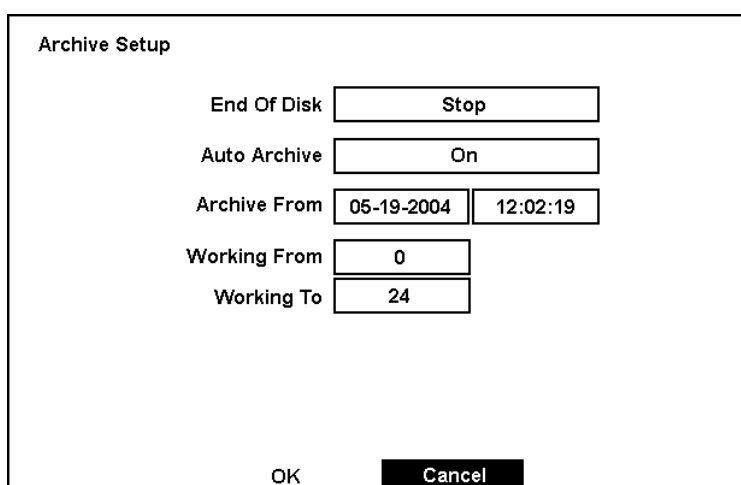 Archive Setup
End Of Disk Stop
Auto Archive On
Archive From 05-19-2004 12:02:19
Working From 0
Working To 24
OK Cancel